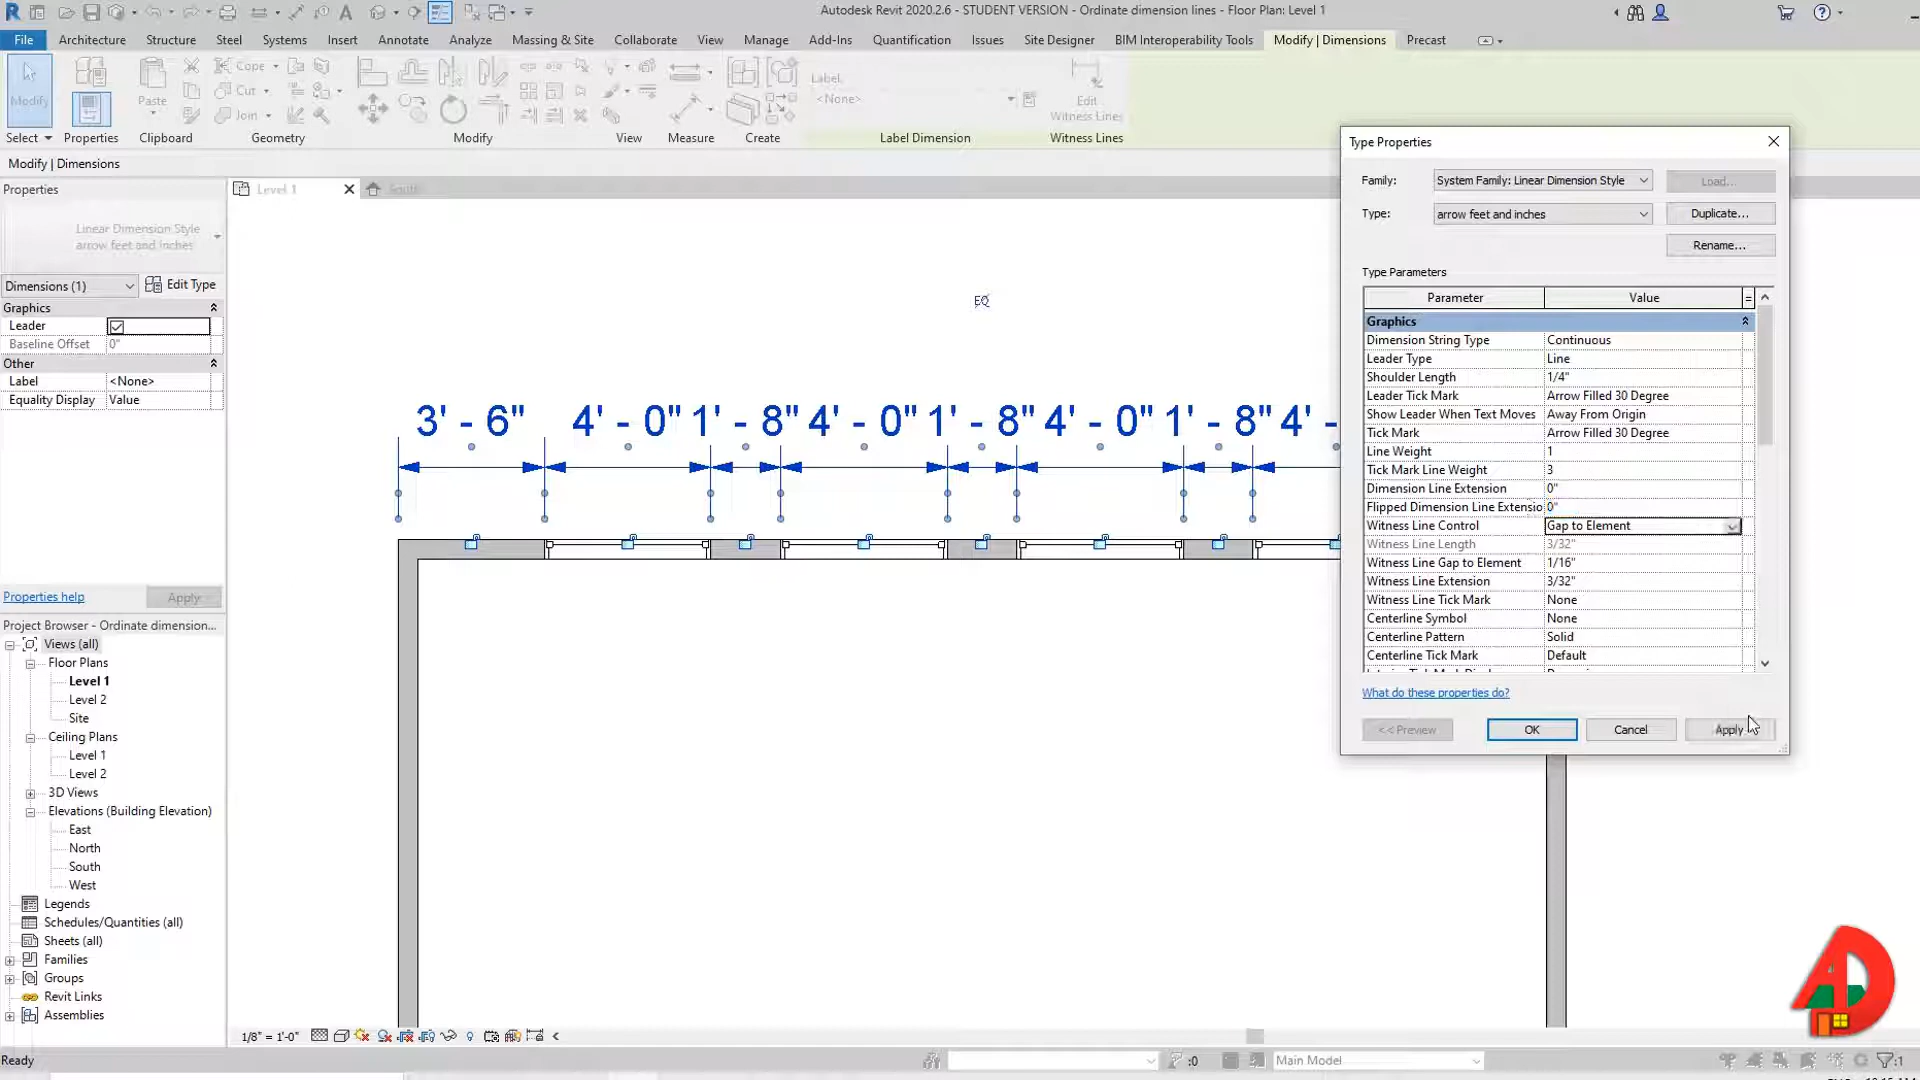 Autodesk Revit 2020.2.6 - STUDENT VERSION - Ordinate dimension lines - Floor Plan: Level 1
File Architecture Structure Steel Systems Insert Annotate Analyze Massing & Site Collaborate View Manage Add-Ins Quantification Issues Site Designer BIM Interoperability Tools Modify | Dimensions Precast
Modify Paste Cope Cut Join Label: <None> Edit Witness Lines
Select Properties Clipboard Geometry Modify View Measure Create Label Dimension Witness Lines
Modify | Dimensions
Properties
Linear Dimension Style
arrow feet and inches
Dimensions (1) Edit Type
Graphics
Leader
Baseline Offset 0"
Other
Label <None>
Equality Display Value
Properties help Apply
Project Browser - Ordinate dimension...
Views (all)
Floor Plans
Level 1
Level 2
Site
Ceiling Plans
Level 1
Level 2
3D Views
Elevations (Building Elevation)
East
North
South
West
Legends
Schedules/Quantities (all)
Sheets (all)
Families
Groups
Revit Links
Assemblies
Level 1 South
EQ
3' - 6" 4' - 0" 1' - 8" 4' - 0" 1' - 8" 4' - 0" 1' - 8" 4' -
1/8" = 1'-0"
Ready :0 Main Model :1
Type Properties
Family: System Family: Linear Dimension Style Load...
Type: arrow feet and inches Duplicate...
Rename...
Type Parameters
Parameter Value =
Graphics
Dimension String Type Continuous
Leader Type Line
Shoulder Length 1/4"
Leader Tick Mark Arrow Filled 30 Degree
Show Leader When Text Moves Away From Origin
Tick Mark Arrow Filled 30 Degree
Line Weight 1
Tick Mark Line Weight 3
Dimension Line Extension 0"
Flipped Dimension Line Extensio 0"
Witness Line Control Gap to Element
Witness Line Length 3/32"
Witness Line Gap to Element 1/16"
Witness Line Extension 3/32"
Witness Line Tick Mark None
Centerline Symbol None
Centerline Pattern Solid
Centerline Tick Mark Default
What do these properties do?
<< Preview OK Cancel Apply